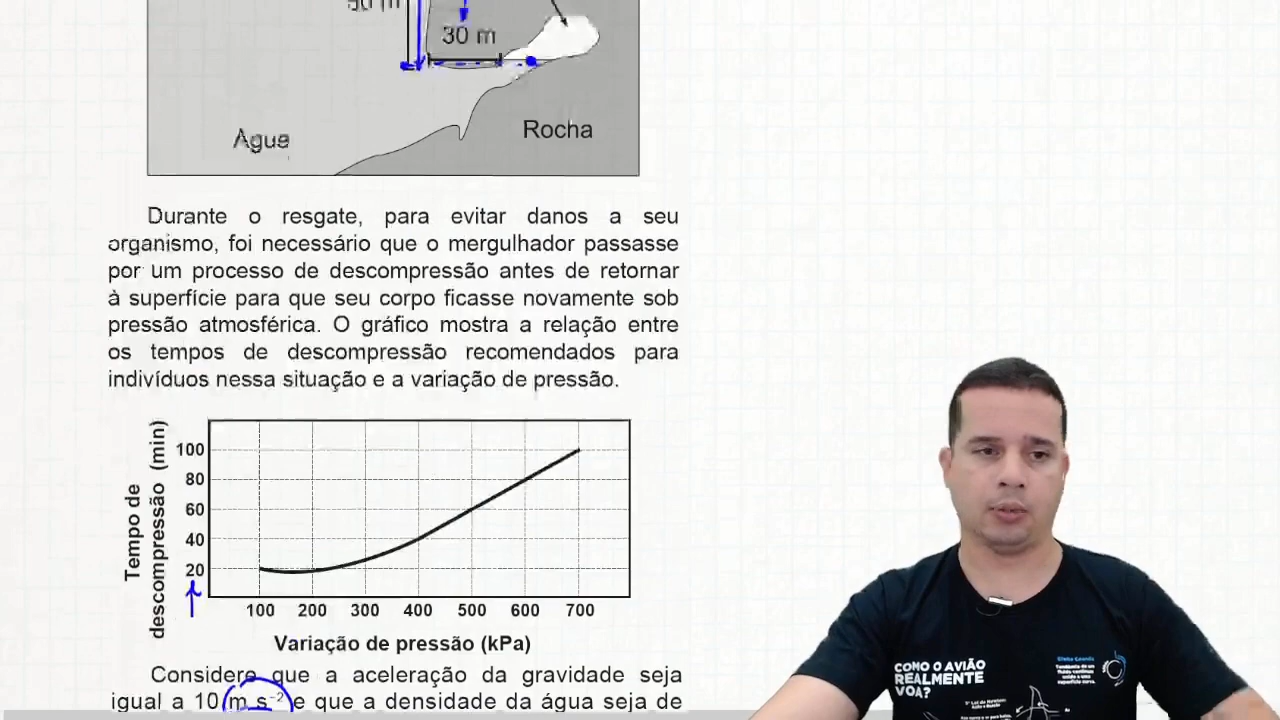 30 m
Água
Rocha
Durante o resgate, para evitar danos a seu
organismo, foi necessário que o mergulhador passasse
por um processo de descompressão antes de retornar
à superfície para que seu corpo ficasse novamente sob
pressão atmosférica. O gráfico mostra a relação entre
os tempos de descompressão recomendados para
indivíduos nessa situação e a variação de pressão.
Tempo de
descompressão (min)
100
80
60
40
20
100 200 300 400 500 600 700
Variação de pressão (kPa)
Considere que a aceleração da gravidade seja
igual a 10 m s⁻² e que a densidade da água seja de
COMO O AVIÃO
REALMENTE
VOA?